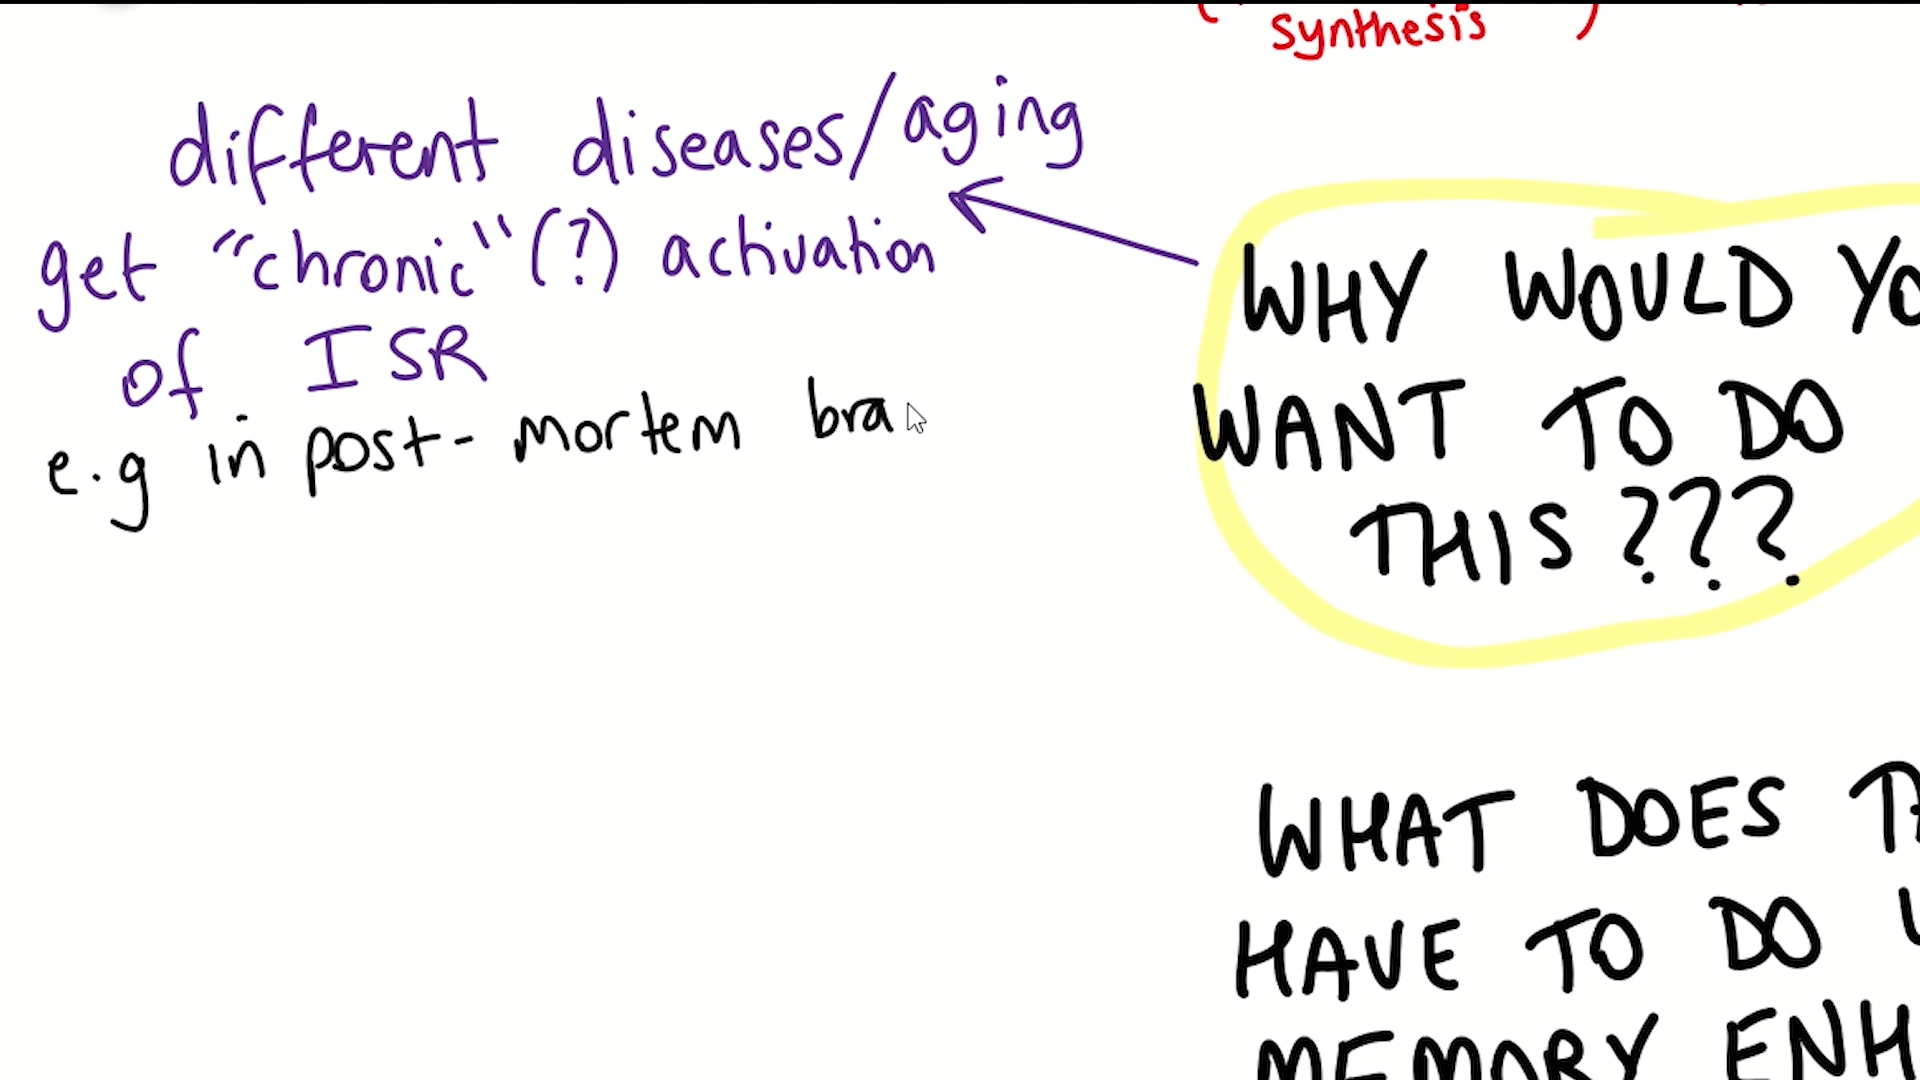 synthesis
different diseases/aging
get "chronic" (?) activation
of ISR
e.g in post-mortem bra
WHY WOULD YO
WANT TO DO
THIS???
WHAT DOES
HAVE TO DO
MEMORY ENH